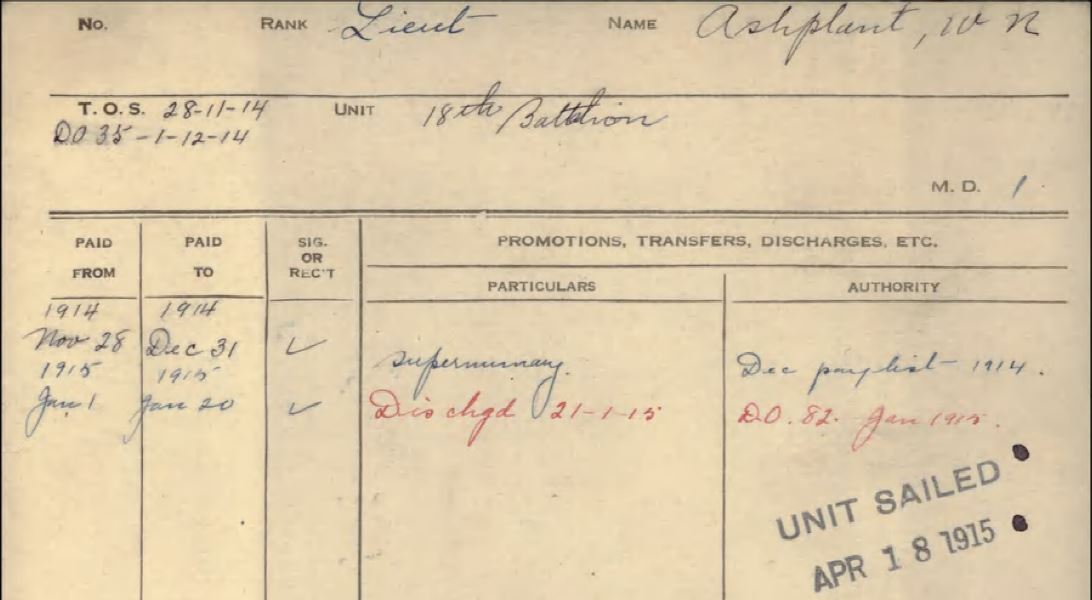 No. RANK Lieut NAME Ashplant, W R
T.O.S. 28-11-14 UNIT 18th Battalion
DO 35-1-12-14
M. D. 1
PAID FROM PAID TO SIG. OR REC'T PROMOTIONS, TRANSFERS, DISCHARGES, ETC.
PARTICULARS AUTHORITY
1914 1914
Nov 28 Dec 31 ✓ supernumary. Dec paylist - 1914.
1915 1915
Jan 1 Jan 20 ✓ Dischgd 21-1-15 D.O. 82. Jan 1915.
UNIT SAILED
APR 18 1915